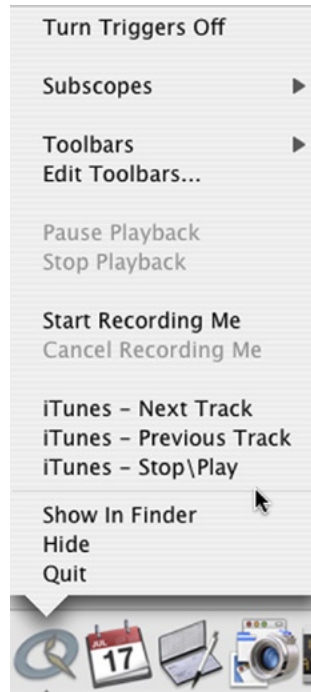 Turn Triggers Off
Subscopes
Toolbars
Edit Toolbars...
Pause Playback
Stop Playback
Start Recording Me
Cancel Recording Me
iTunes – Next Track
iTunes – Previous Track
iTunes – Stop\Play
Show In Finder
Hide
Quit
JUL
17